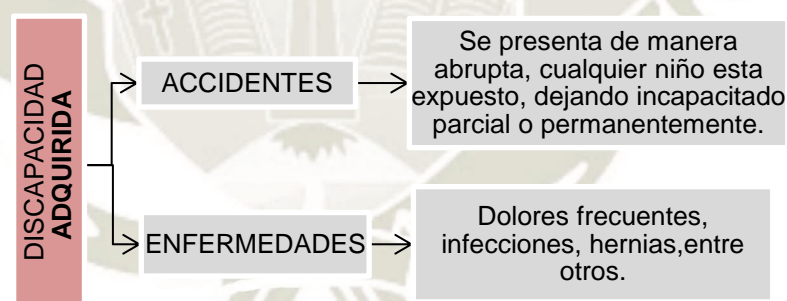 DISCAPACIDAD
ADQUIRIDA
ACCIDENTES
Se presenta de manera
abrupta, cualquier niño esta
expuesto, dejando incapacitado
parcial o permanentemente.
ENFERMEDADES
Dolores frecuentes,
infecciones, hernias,entre
otros.